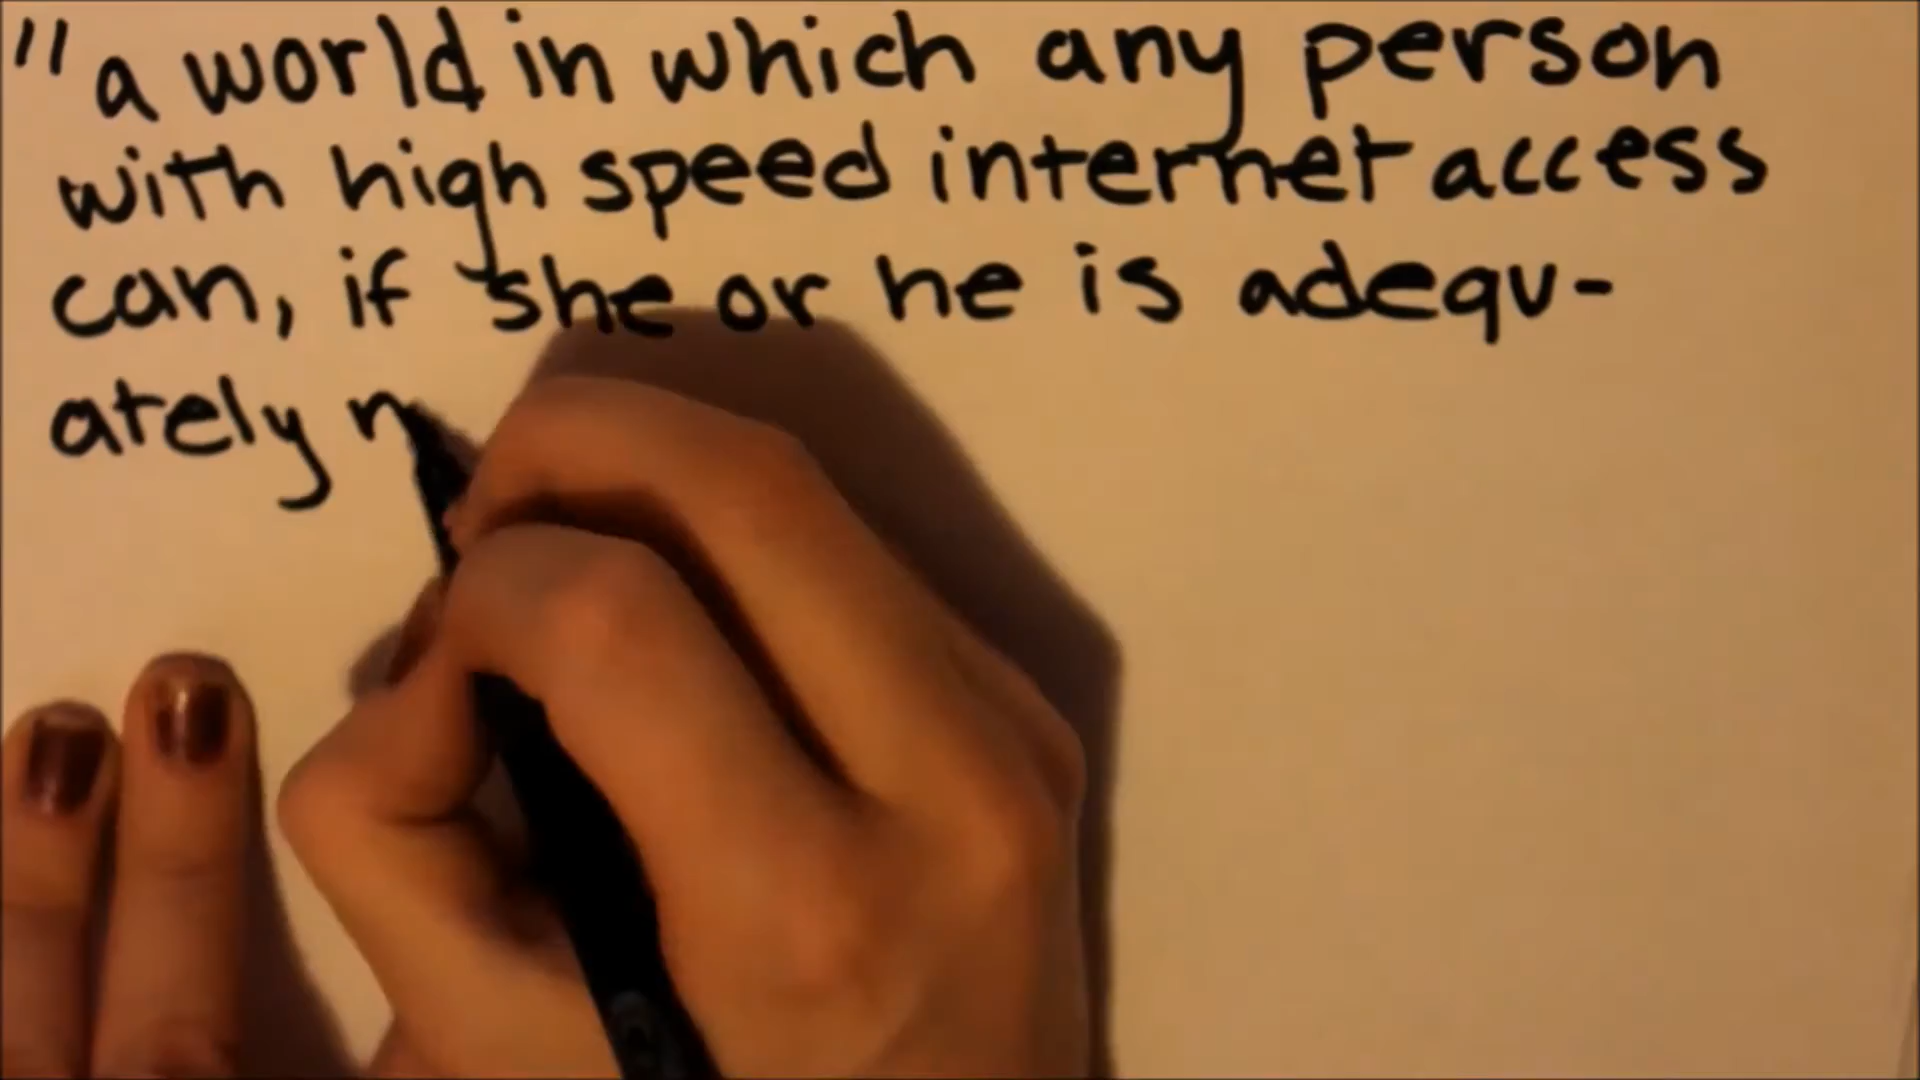 "a world in which any person
with high speed internet access
can, if she or he is adequ-
ately